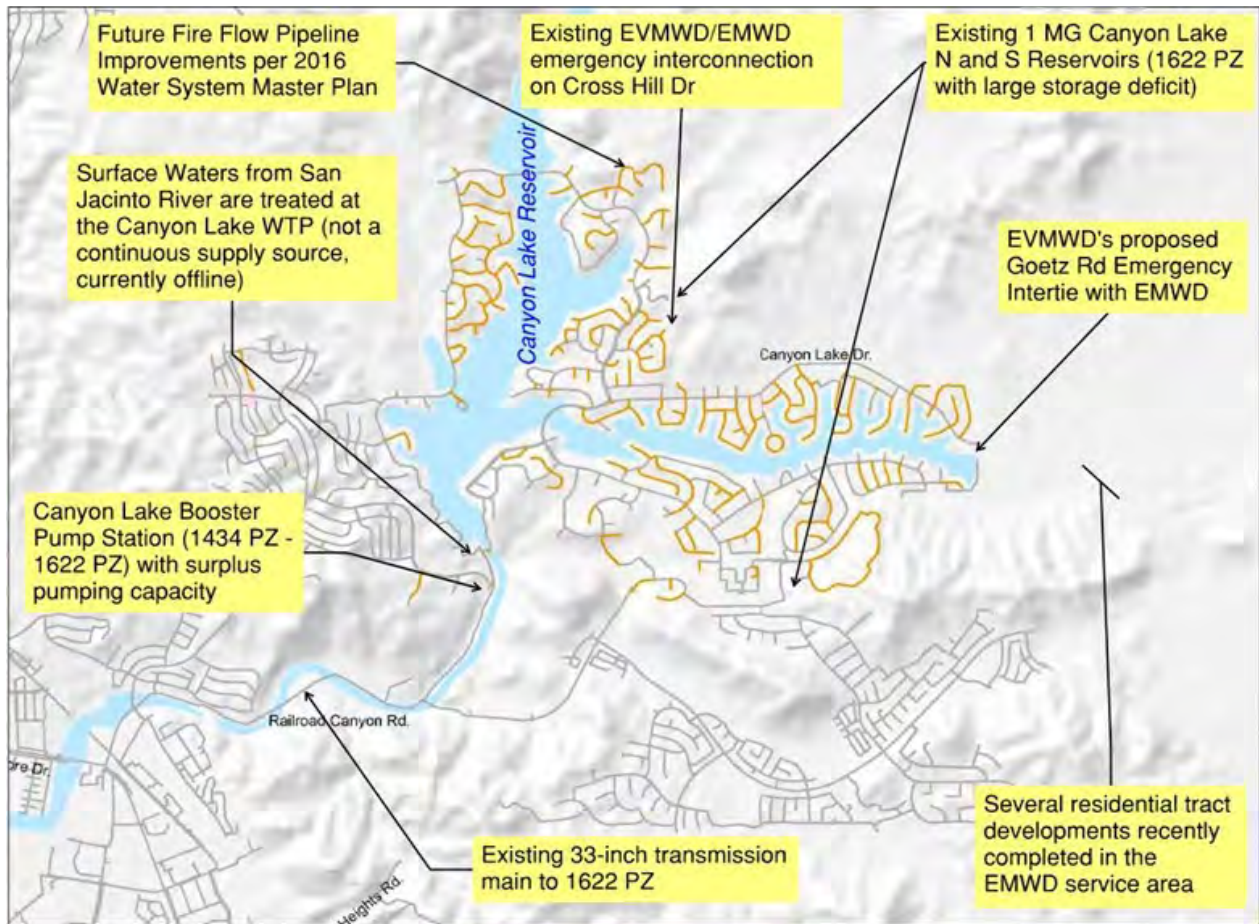 Future Fire Flow Pipeline
Improvements per 2016
Water System Master Plan
Existing EVMWD/EMWD
emergency interconnection
on Cross Hill Dr
Existing 1 MG Canyon Lake
N and S Reservoirs (1622 PZ
with large storage deficit)
Surface Waters from San
Jacinto River are treated at
the Canyon Lake WTP (not a
continuous supply source,
currently offline)
Canyon Lake Reservoir
EVMWD's proposed
Goetz Rd Emergency
Intertie with EMWD
Canyon Lake Dr.
Canyon Lake Booster
Pump Station (1434 PZ -
1622 PZ) with surplus
pumping capacity
Railroad Canyon Rd.
ore Dr.
Existing 33-inch transmission
main to 1622 PZ
Heights Rd.
Several residential tract
developments recently
completed in the
EMWD service area